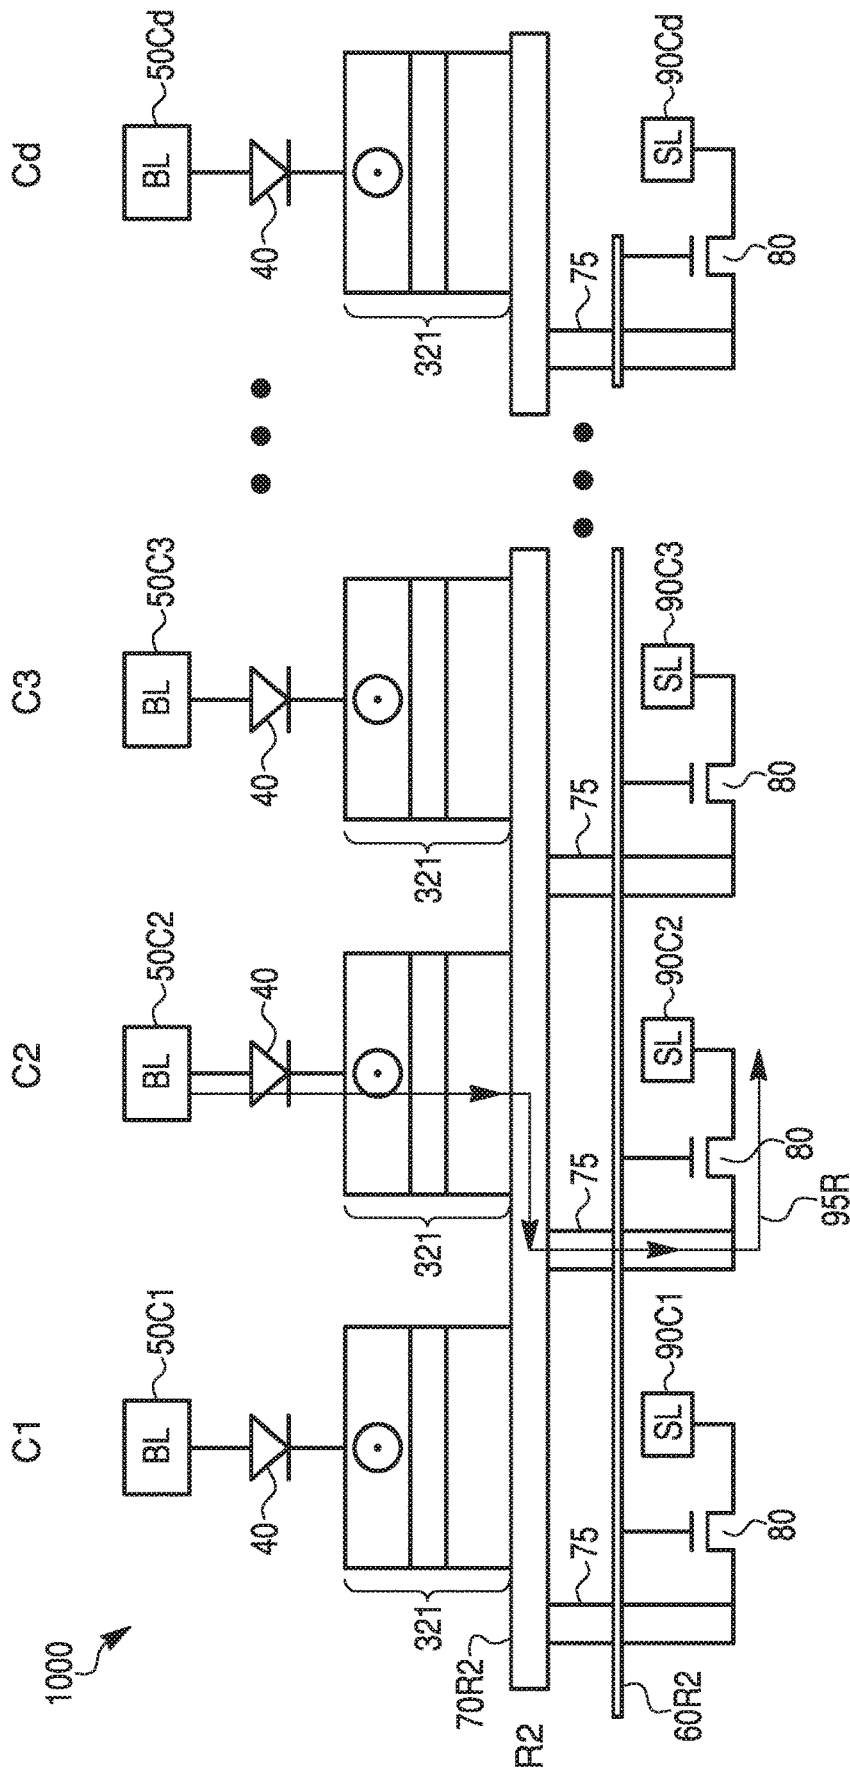 1000
C1 C2 C3 Cd
50C1 50C2 50C3 50Cd
BL BL BL BL
40 40 40 40
321 321 321 321
70R2
R2
75 75 75 75
60R2
90C1 90C2 90C3 90Cd
SL SL SL SL
80 80 80 80
95R